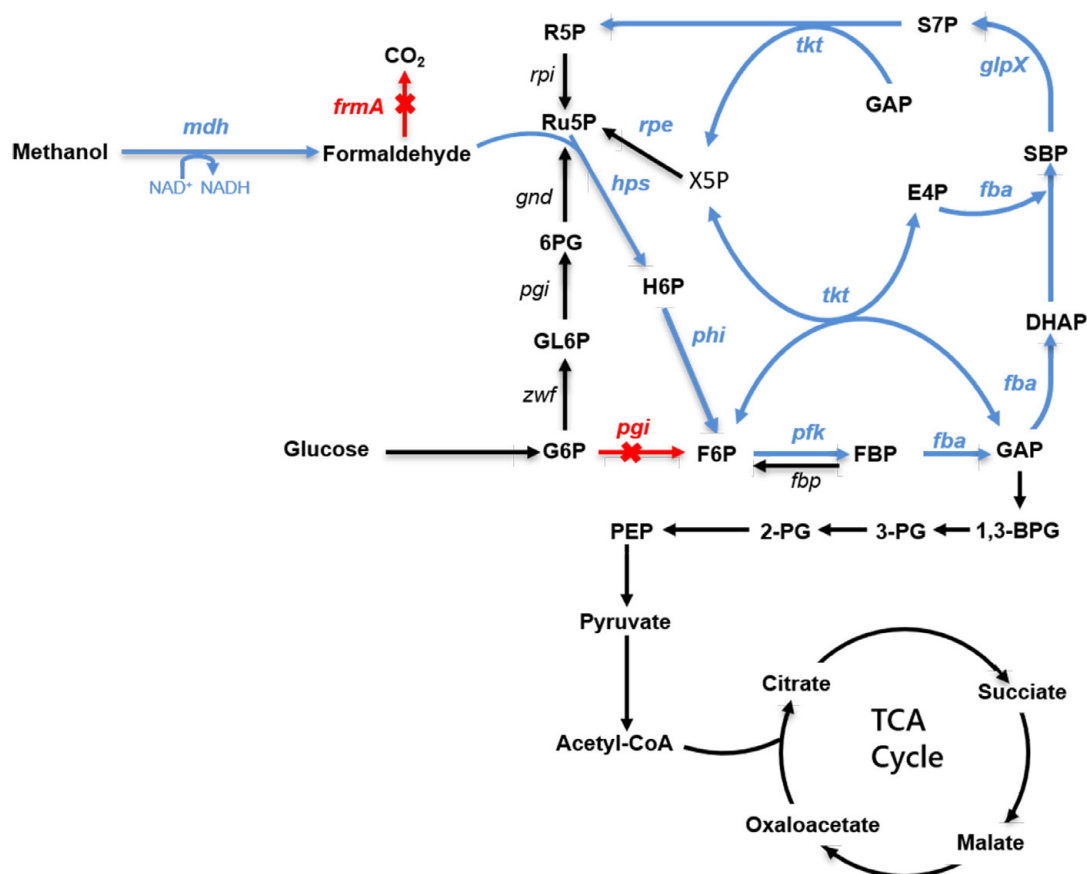 R5P
tkt
S7P
CO₂
rpi
glpX
frmA
GAP
mdh
Ru5P
rpe
Methanol
Formaldehyde
SBP
NAD⁺ NADH
hps
X5P
E4P
fba
gnd
6PG
H6P
tkt
pgi
DHAP
GL6P
phi
fba
zwf
Glucose
G6P
pgi
F6P
pfk
fbp
FBP
fba
GAP
PEP
2-PG
3-PG
1,3-BPG
Pyruvate
Citrate
Succiate
TCA
Cycle
Acetyl-CoA
Oxaloacetate
Malate